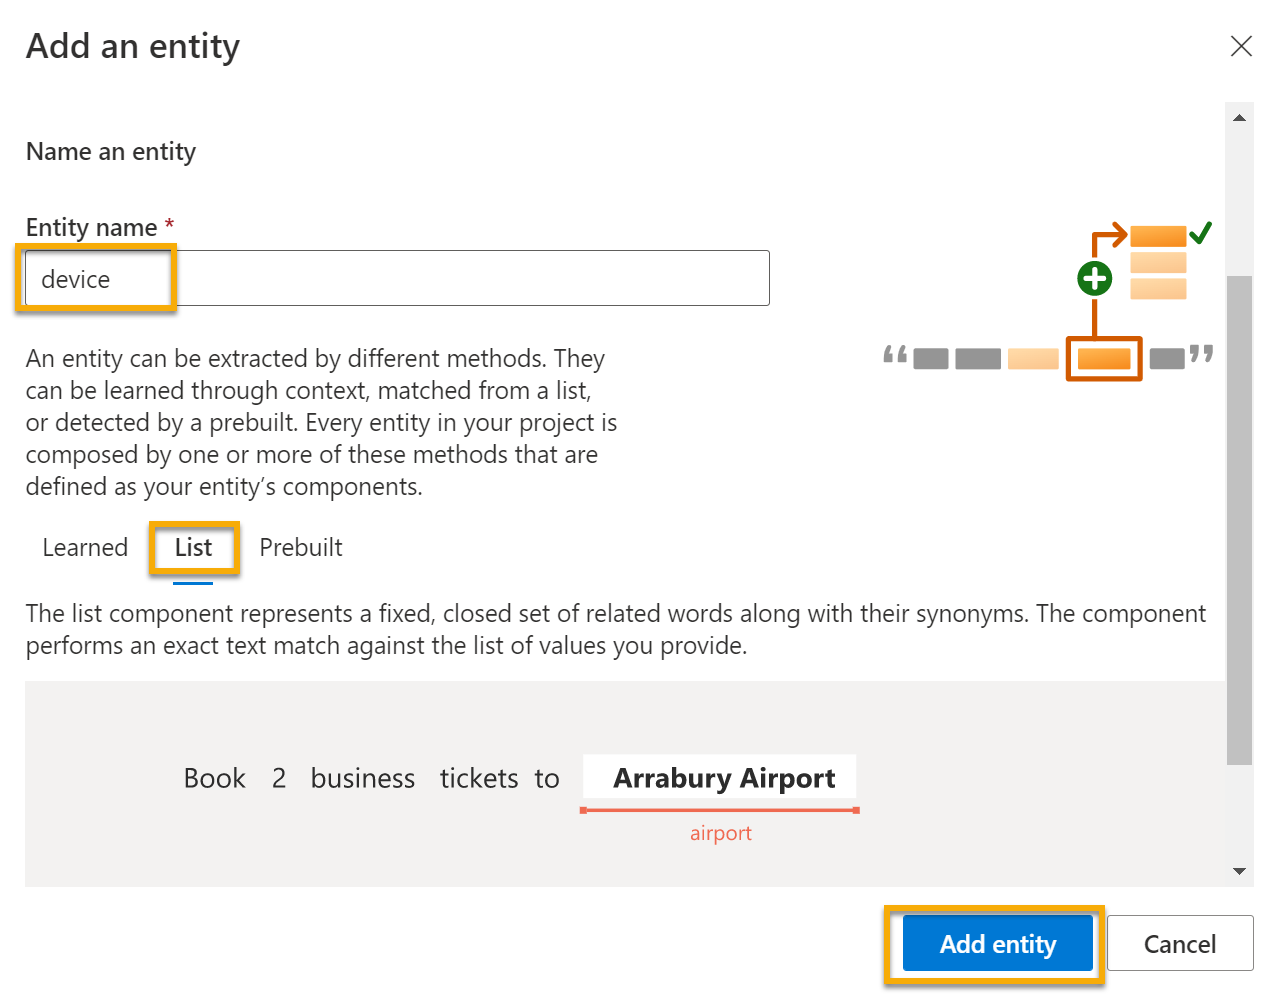 Add an entity
Name an entity
Entity name *
device
An entity can be extracted by different methods. They
can be learned through context, matched from a list,
or detected by a prebuilt. Every entity in your project is
composed by one or more of these methods that are
defined as your entity’s components.
Learned List Prebuilt
The list component represents a fixed, closed set of related words along with their synonyms. The component
performs an exact text match against the list of values you provide.
Book 2 business tickets to Arrabury Airport
airport
Add entity Cancel